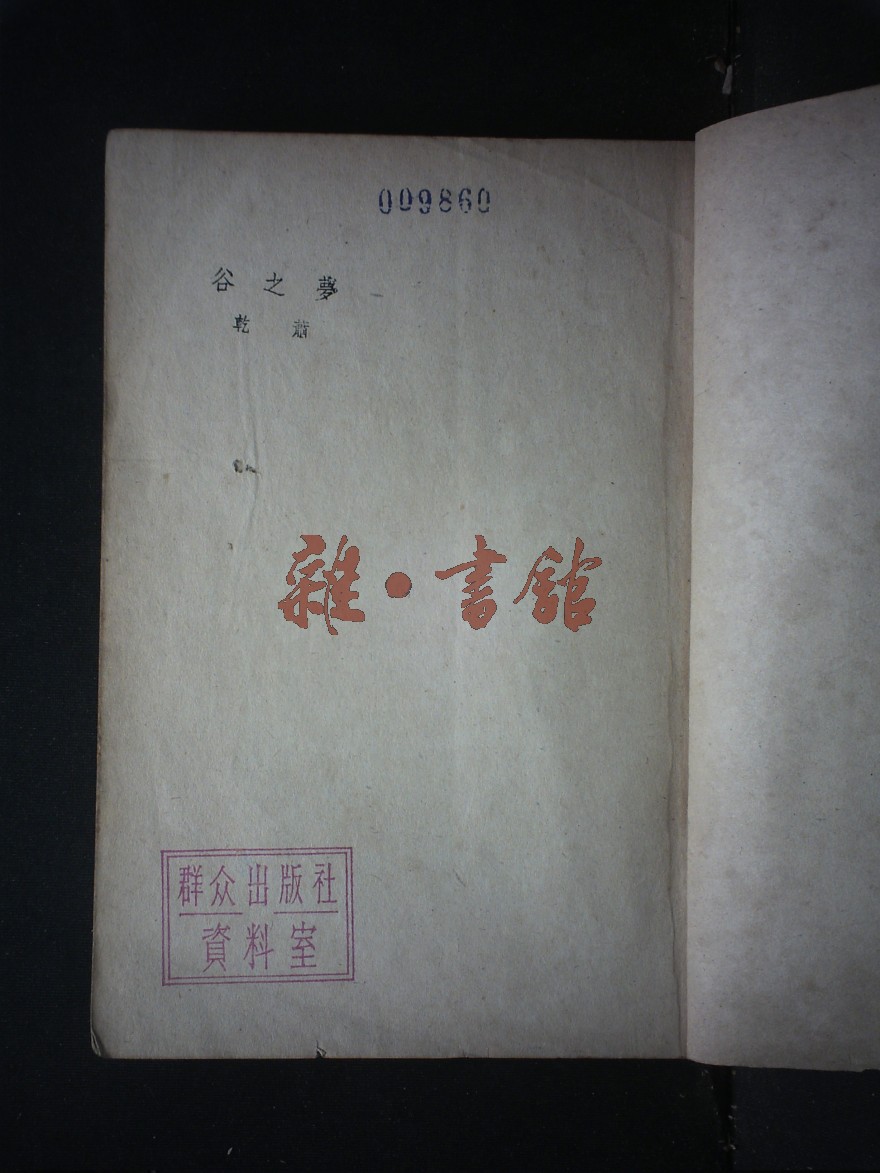 009860
谷之夢
乾蕭
雜·書館
群众出版社
資料室